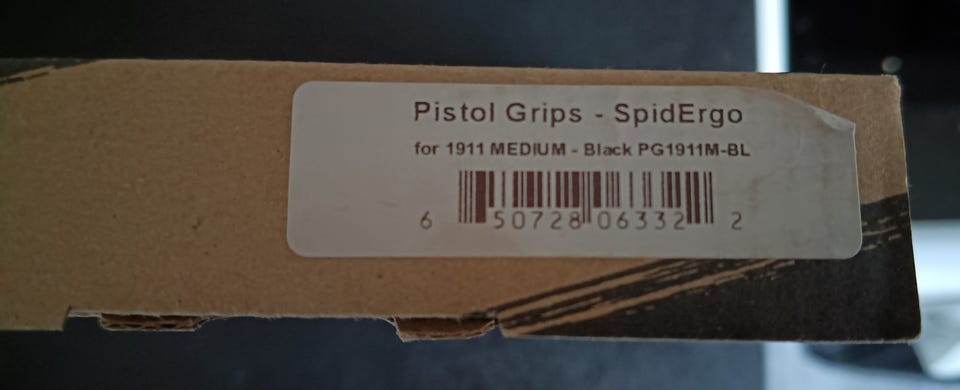 Pistol Grips - SpidErgo
for 1911 MEDIUM - Black PG1911M-BL
6 50728 06332 2